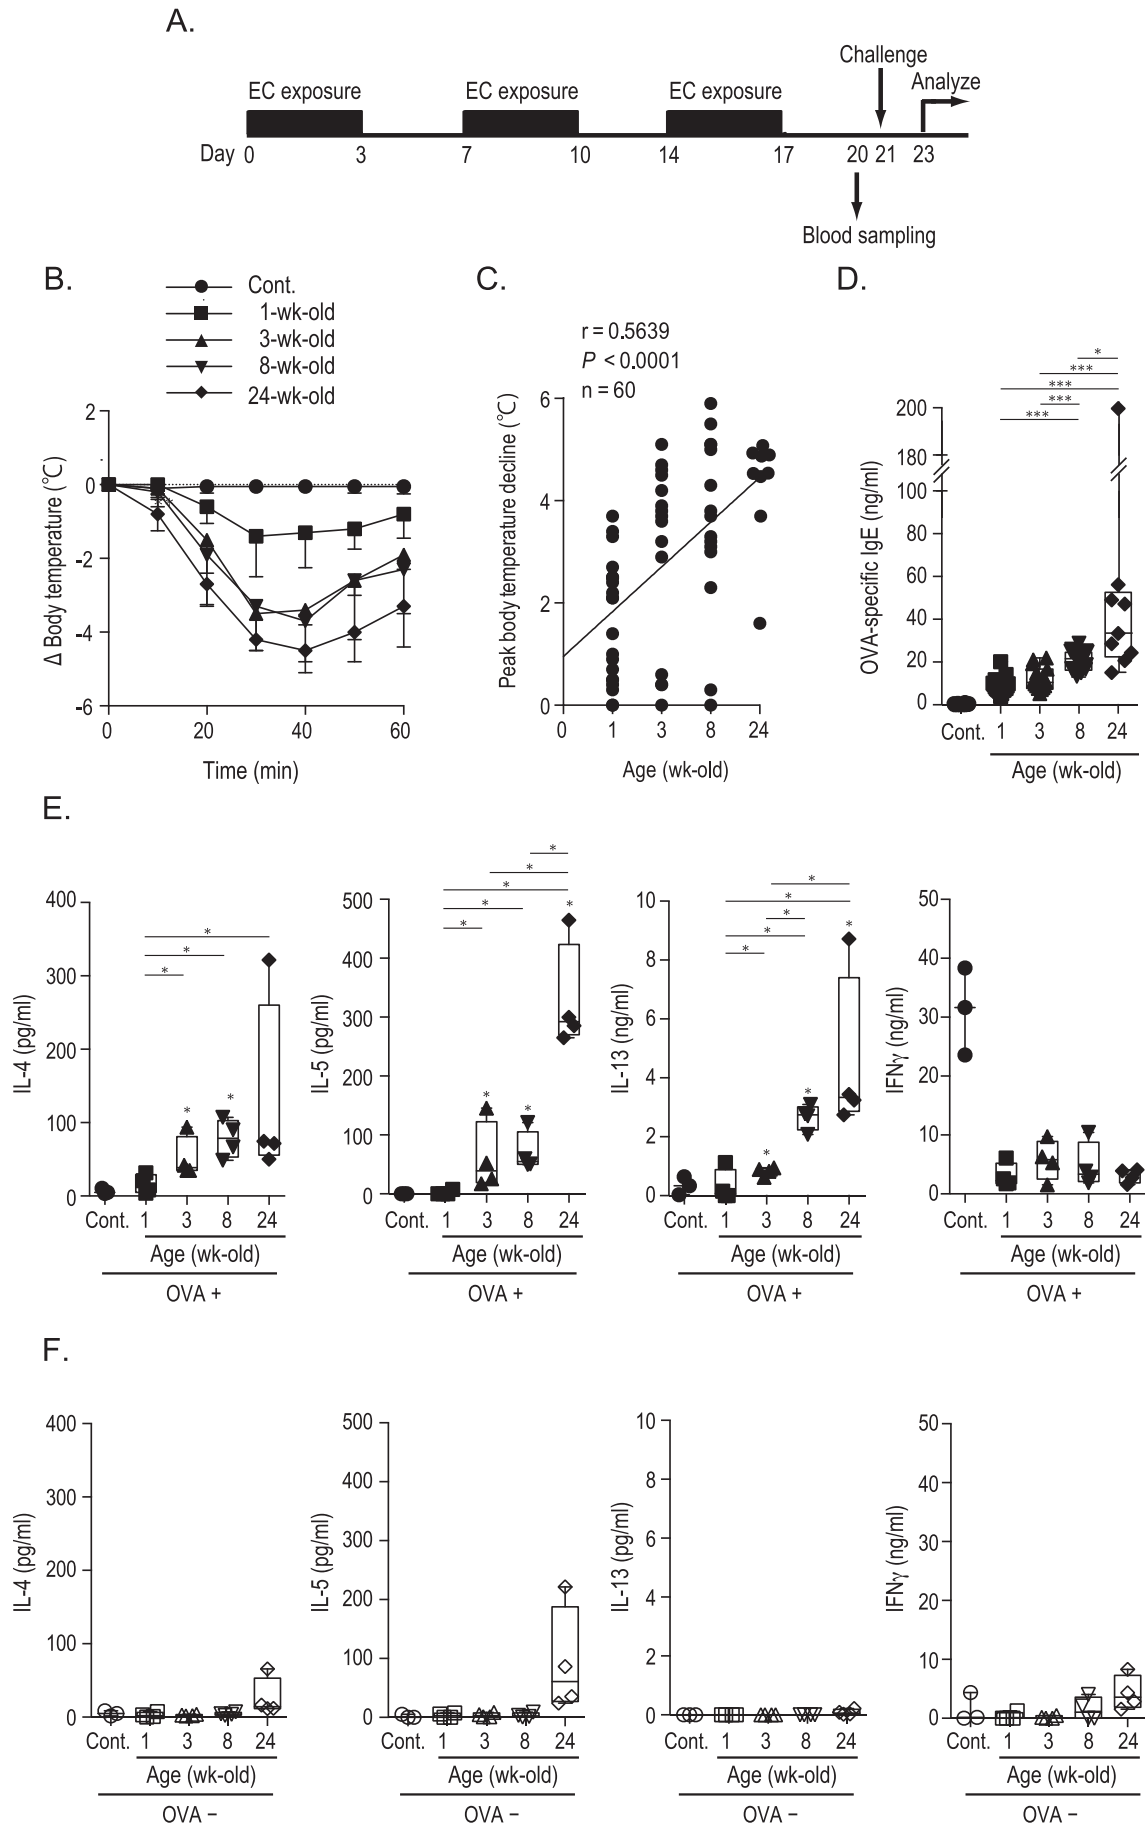 A.
Challenge
EC exposure EC exposure EC exposure Analyze
Day 0 3 7 10 14 17 20 21 23
Blood sampling
B.
Cont.
1-wk-old
3-wk-old
8-wk-old
24-wk-old
Δ Body temperature (℃)
2
0
-2
-4
-6
0 20 40 60
Time (min)
C.
r = 0.5639
P < 0.0001
n = 60
Peak body temperature decline (℃)
6
4
2
0
0 1 3 8 24
Age (wk-old)
D.
*
***
***
***
***
OVA-specific IgE (ng/ml)
200
180
100
80
60
40
20
0
Cont. 1 3 8 24
Age (wk-old)
E.
IL-4 (pg/ml)
400
300
200
100
0
*
*
*
* *
Cont. 1 3 8 24
Age (wk-old)
OVA +
IL-5 (pg/ml)
500
400
300
200
100
0
*
*
*
*
*
*
* *
Cont. 1 3 8 24
Age (wk-old)
OVA +
IL-13 (ng/ml)
10
8
6
4
2
0
*
*
*
*
*
*
*
*
Cont. 1 3 8 24
Age (wk-old)
OVA +
IFNγ (ng/ml)
50
40
30
20
10
0
Cont. 1 3 8 24
Age (wk-old)
OVA +
F.
IL-4 (pg/ml)
400
300
200
100
0
Cont. 1 3 8 24
Age (wk-old)
OVA −
IL-5 (pg/ml)
500
400
300
200
100
0
Cont. 1 3 8 24
Age (wk-old)
OVA −
IL-13 (pg/ml)
10
8
6
4
2
0
Cont. 1 3 8 24
Age (wk-old)
OVA −
IFNγ (ng/ml)
50
40
30
20
10
0
Cont. 1 3 8 24
Age (wk-old)
OVA −